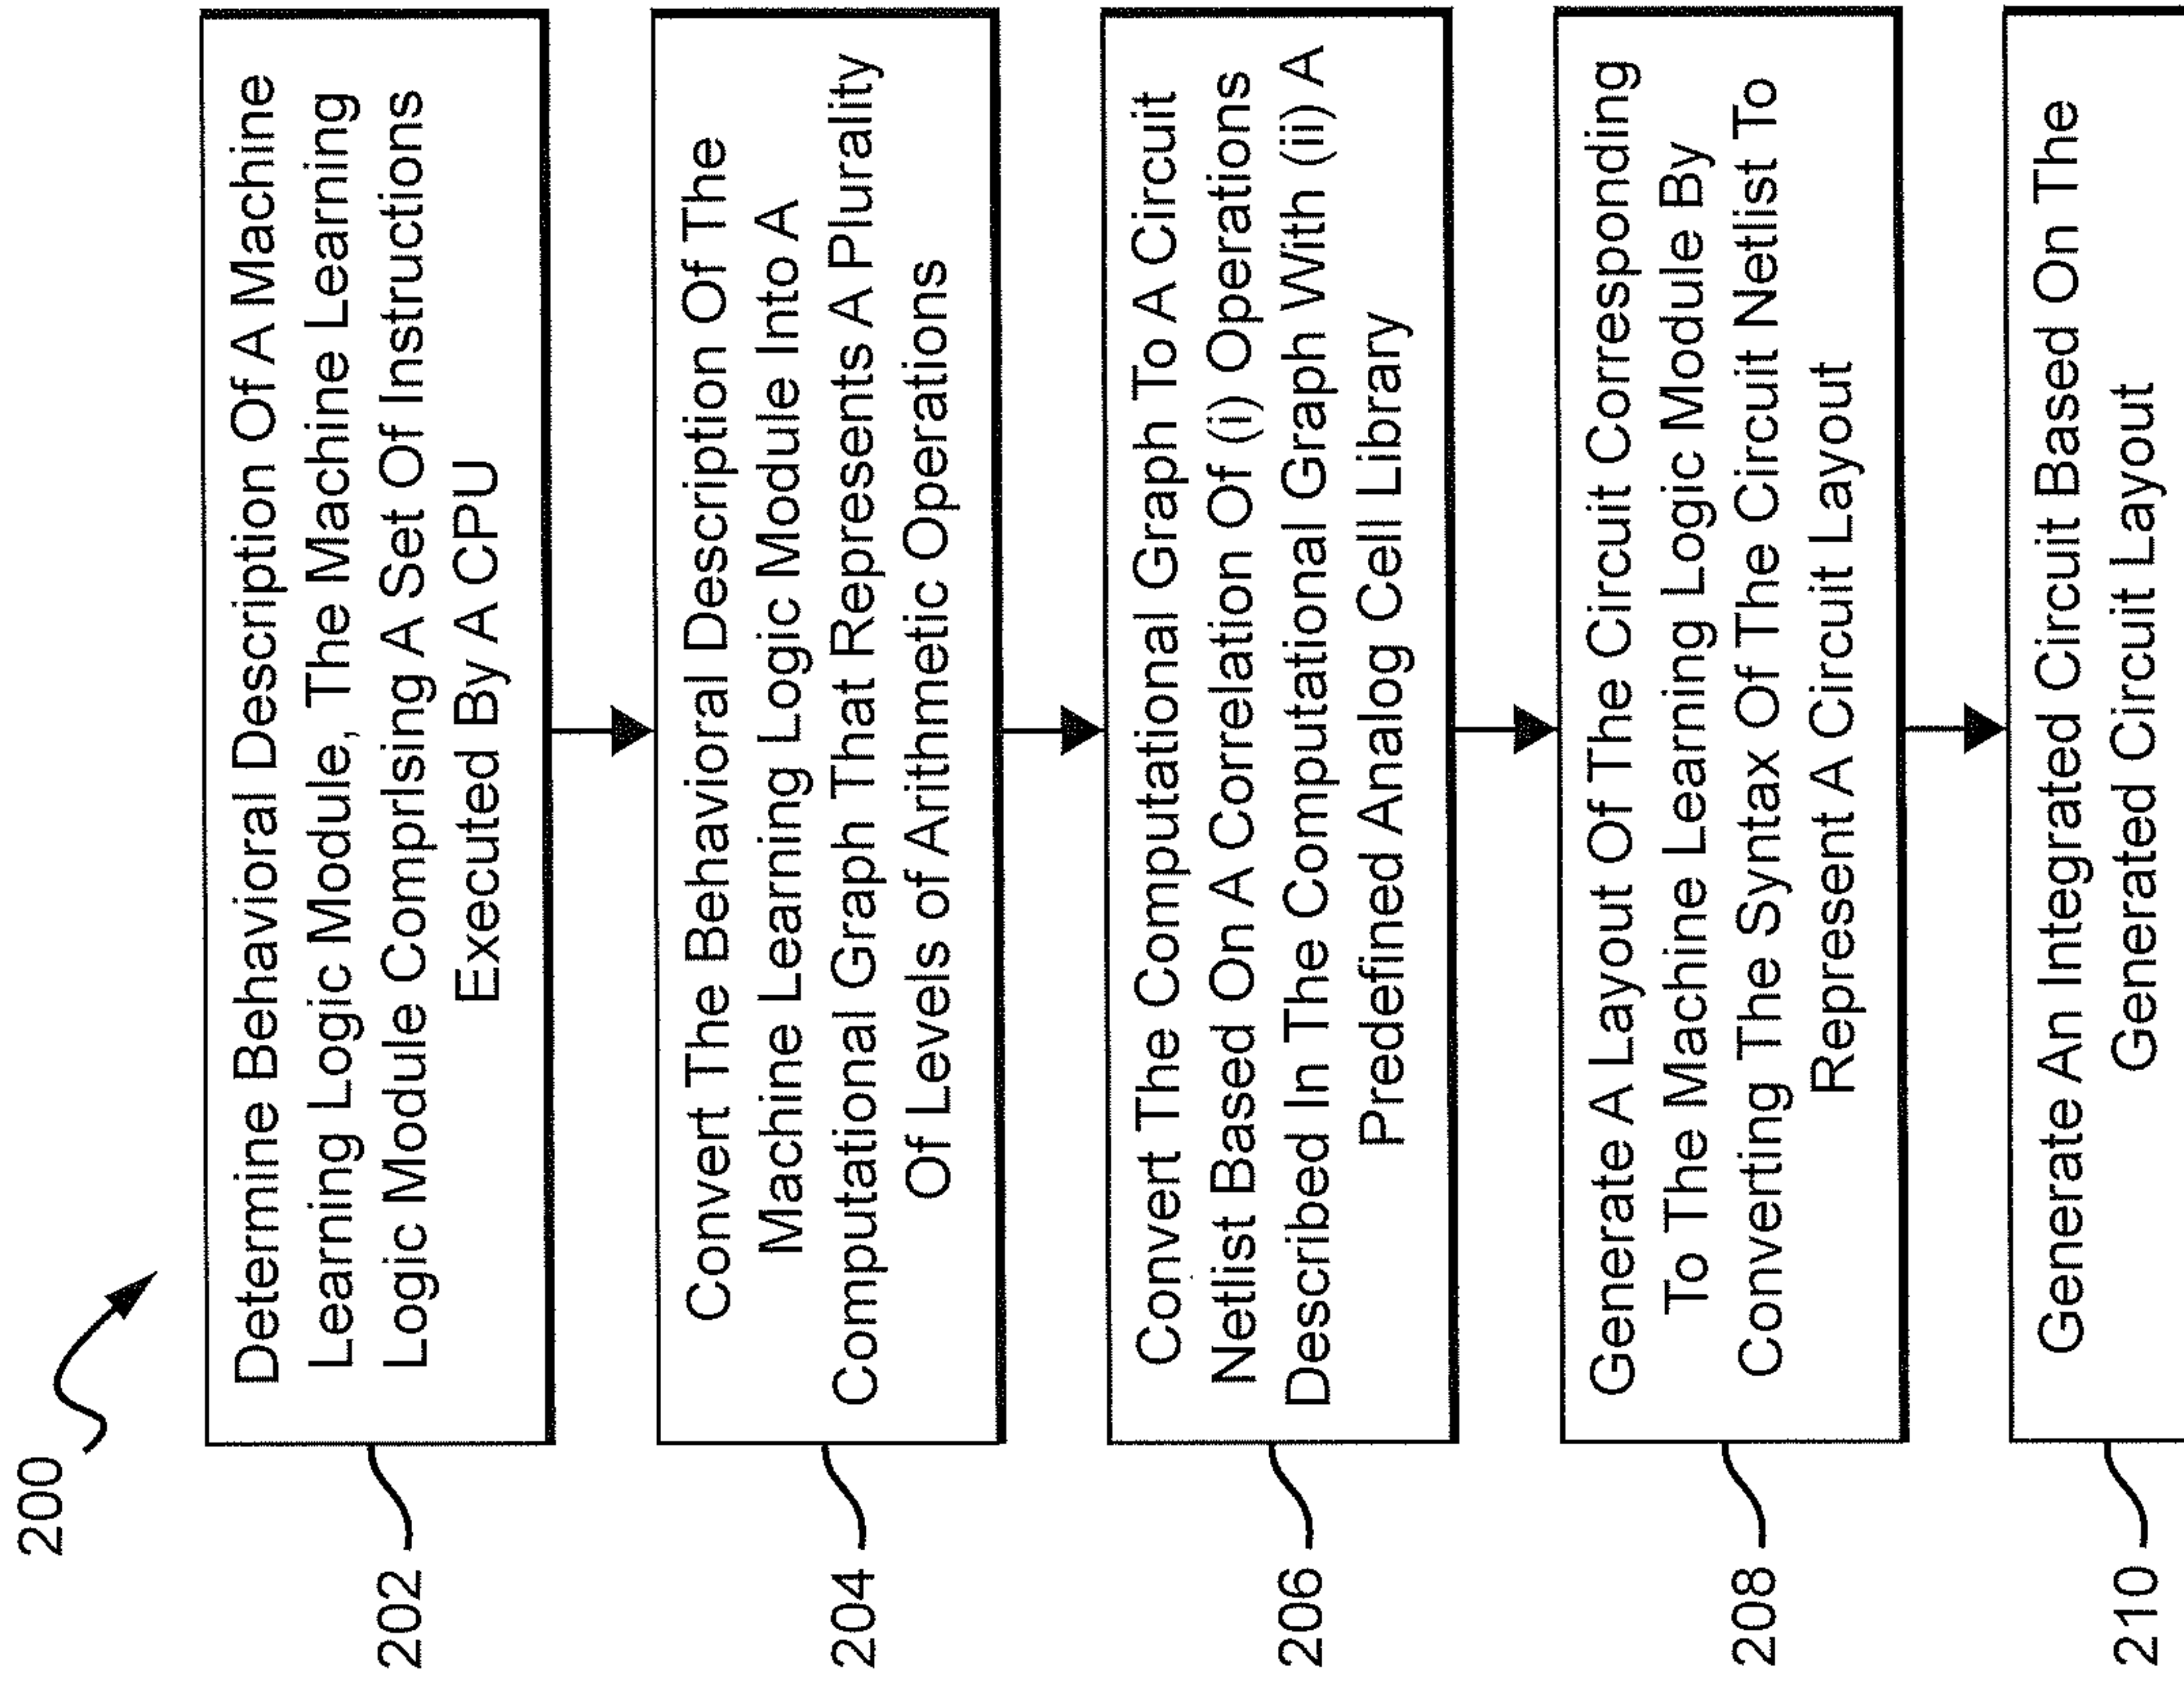 200
202
Determine Behavioral Description Of A Machine
Learning Logic Module, The Machine Learning
Logic Module Comprising A Set Of Instructions
Executed By A CPU
204
Convert The Behavioral Description Of The
Machine Learning Logic Module Into A
Computational Graph That Represents A Plurality
Of Levels of Arithmetic Operations
206
Convert The Computational Graph To A Circuit
Netlist Based On A Correlation Of (i) Operations
Described In The Computational Graph With (ii) A
Predefined Analog Cell Library
208
Generate A Layout Of The Circuit Corresponding
To The Machine Learning Logic Module By
Converting The Syntax Of The Circuit Netlist To
Represent A Circuit Layout
210
Generate An Integrated Circuit Based On The
Generated Circuit Layout